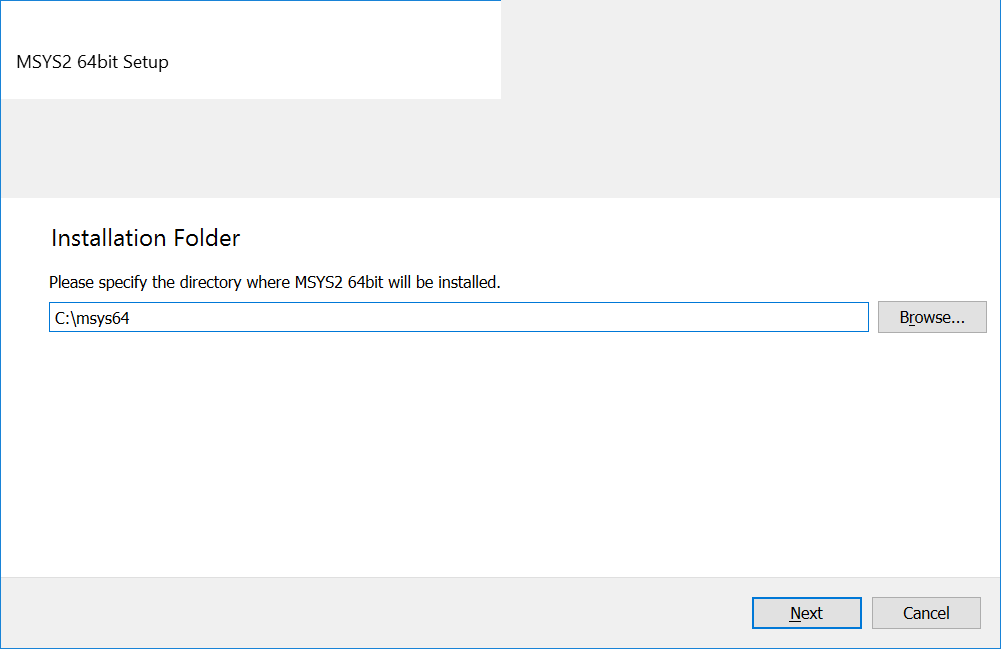 MSYS2 64bit Setup
Installation Folder
Please specify the directory where MSYS2 64bit will be installed.
C:\msys64
Browse...
Next
Cancel